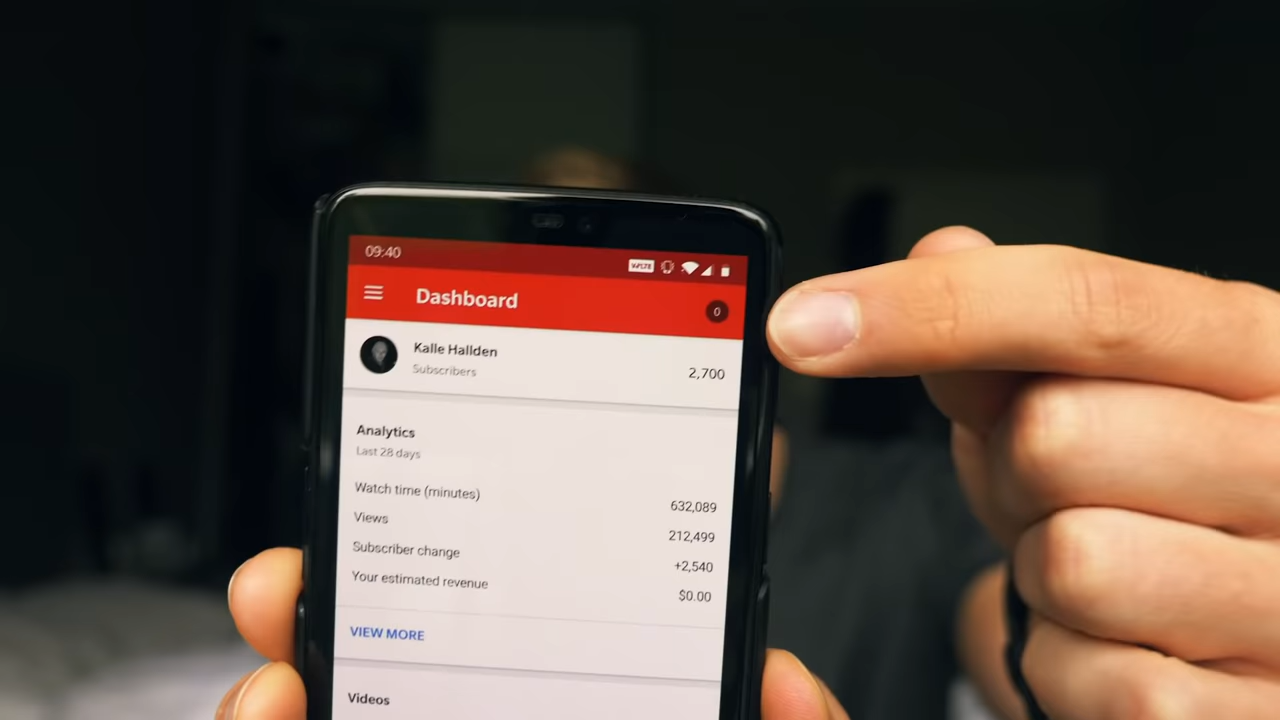 09:40
VoLTE
Dashboard 0
Kalle Hallden
Subscribers 2,700
Analytics
Last 28 days
Watch time (minutes) 632,089
Views 212,499
Subscriber change +2,540
Your estimated revenue $0.00
VIEW MORE
Videos